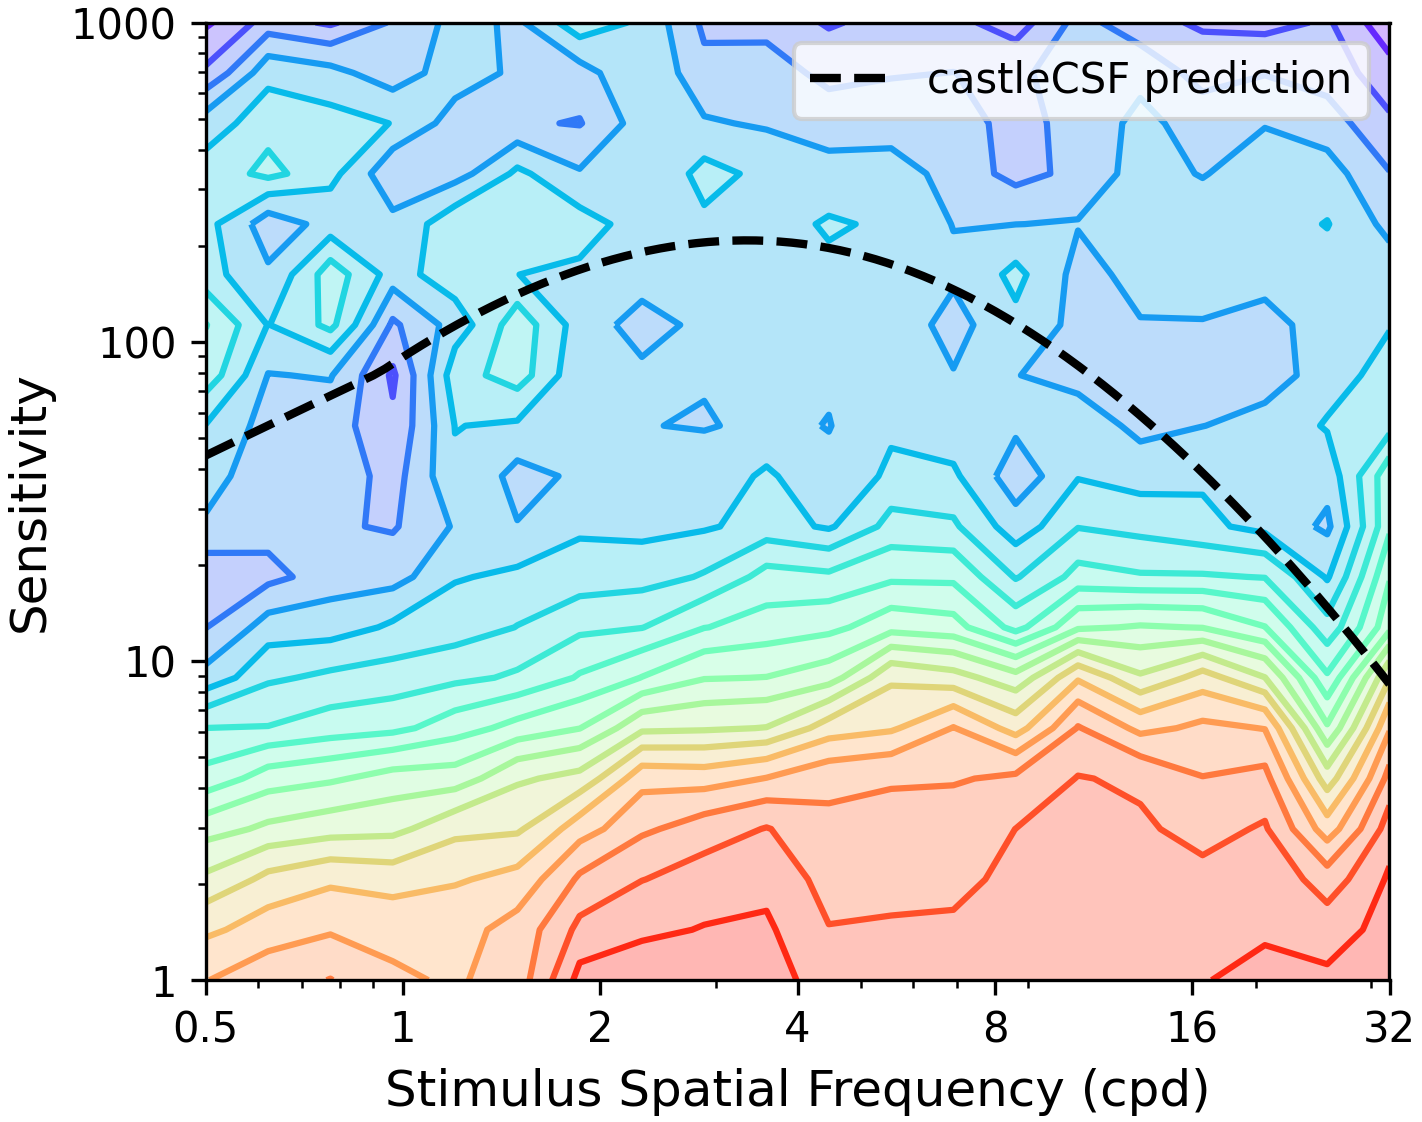 1000
100
10
1
Sensitivity
castleCSF prediction
0.5 1 2 4 8 16 32
Stimulus Spatial Frequency (cpd)